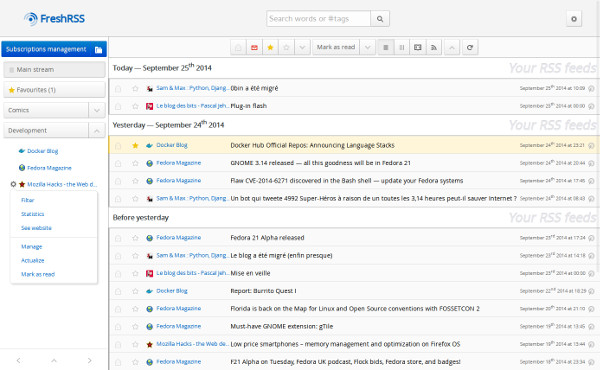 FreshRSS
Search words or #tags
Subscriptions management
Main stream
Favourites (1)
Comics
Development
Docker Blog
Fedora Magazine
Mozilla Hacks - the Web d...
Filter
Statistics
See website
Manage
Actualize
Mark as read
Mark as read
Today — September 25th 2014
Your RSS feeds
Sam & Max : Python, Djang... 0bin a été migré September 25th 2014 at 10:09
Le blog des bits - Pascal Jeh... Plug-in flash September 25th 2014 at 00:00
Yesterday — September 24th 2014
Your RSS feeds
Docker Blog Docker Hub Official Repos: Announcing Language Stacks September 24th 2014 at 23:21
Fedora Magazine GNOME 3.14 released — all this goodness will be in Fedora 21 September 24th 2014 at 20:44
Fedora Magazine Flaw CVE-2014-6271 discovered in the Bash shell — update your Fedora systems September 24th 2014 at 17:45
Sam & Max : Python, Djang... Un bot qui tweete 4992 Super-Héros à raison de un toutes les 3,14 heures peut-il sauver Internet ? September 24th 2014 at 08:43
Before yesterday
Your RSS feeds
Fedora Magazine Fedora 21 Alpha released September 23rd 2014 at 17:24
Sam & Max : Python, Djang... Le blog a été migré (enfin presque) September 23rd 2014 at 14:18
Le blog des bits - Pascal Jeh... Mise en veille September 23rd 2014 at 00:00
Docker Blog Report: Burrito Quest I September 22nd 2014 at 18:29
Fedora Magazine Florida is back on the Map for Linux and Open Source conventions with FOSSETCON 2 September 19th 2014 at 21:10
Fedora Magazine Must-have GNOME extension: gTile September 19th 2014 at 13:45
Mozilla Hacks - the Web de... Low price smartphones – memory management and optimization on Firefox OS September 18th 2014 at 13:44
Fedora Magazine F21 Alpha on Tuesday, Fedora UK podcast, Flock bids, Fedora store, and badges! September 18th 2014 at 23:34